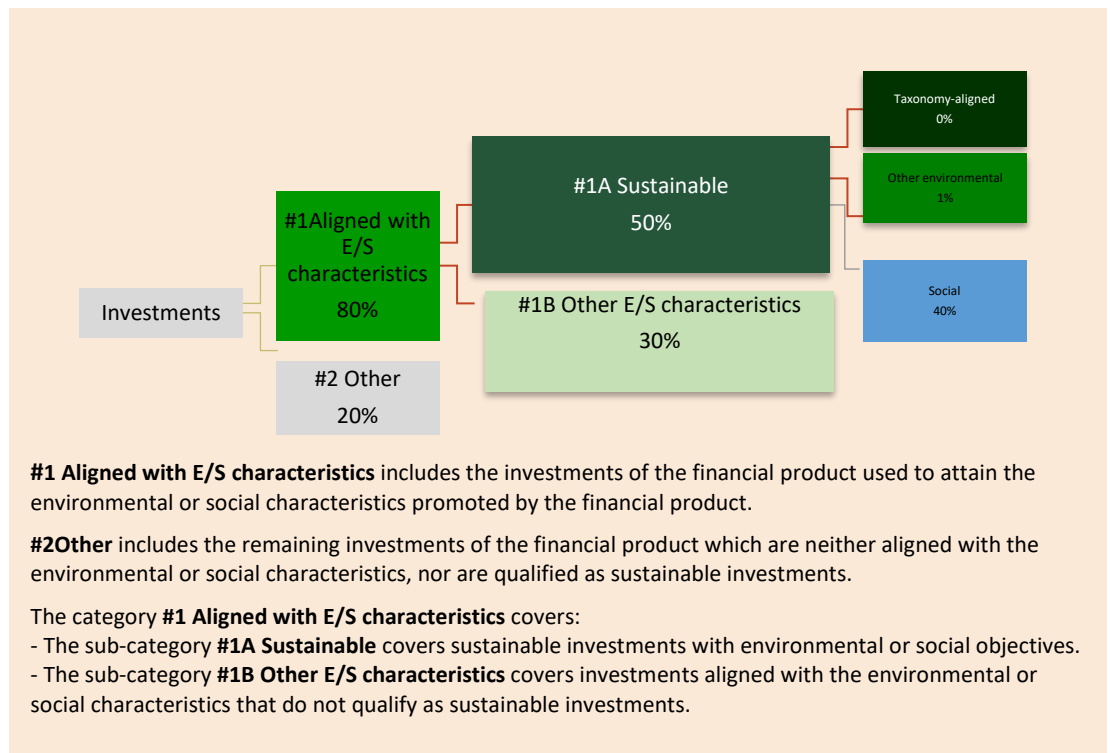 Taxonomy-aligned
0%
#1A Sustainable
50%
Other environmental
1%
#1Aligned with
E/S
characteristics
80%
Social
40%
Investments
#1B Other E/S characteristics
30%
#2 Other
20%
#1 Aligned with E/S characteristics includes the investments of the financial product used to attain the
environmental or social characteristics promoted by the financial product.
#2Other includes the remaining investments of the financial product which are neither aligned with the
environmental or social characteristics, nor are qualified as sustainable investments.
The category #1 Aligned with E/S characteristics covers:
- The sub-category #1A Sustainable covers sustainable investments with environmental or social objectives.
- The sub-category #1B Other E/S characteristics covers investments aligned with the environmental or
social characteristics that do not qualify as sustainable investments.